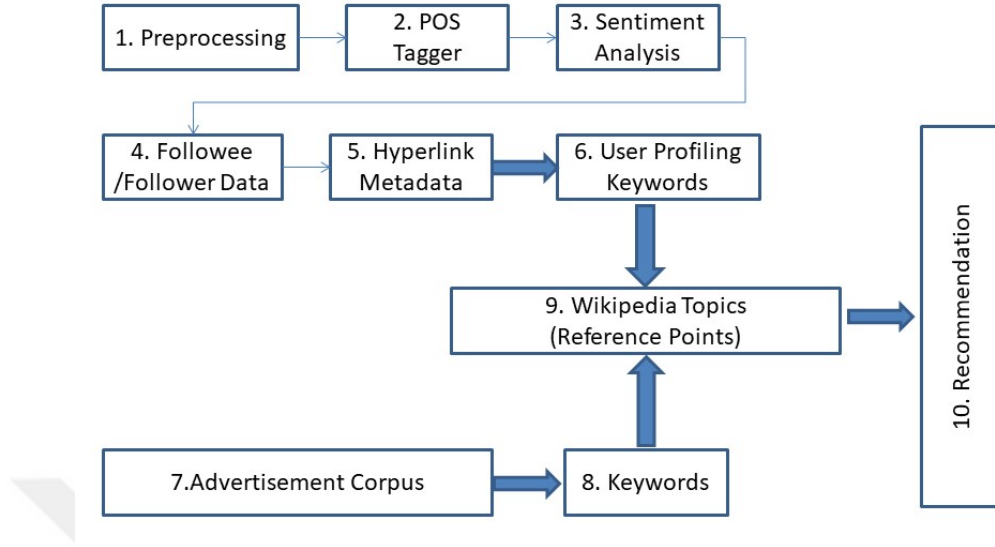 1. Preprocessing
2. POS
Tagger
3. Sentiment
Analysis
4. Followee
/Follower Data
5. Hyperlink
Metadata
6. User Profiling
Keywords
9. Wikipedia Topics
(Reference Points)
10. Recommendation
7.Advertisement Corpus
8. Keywords